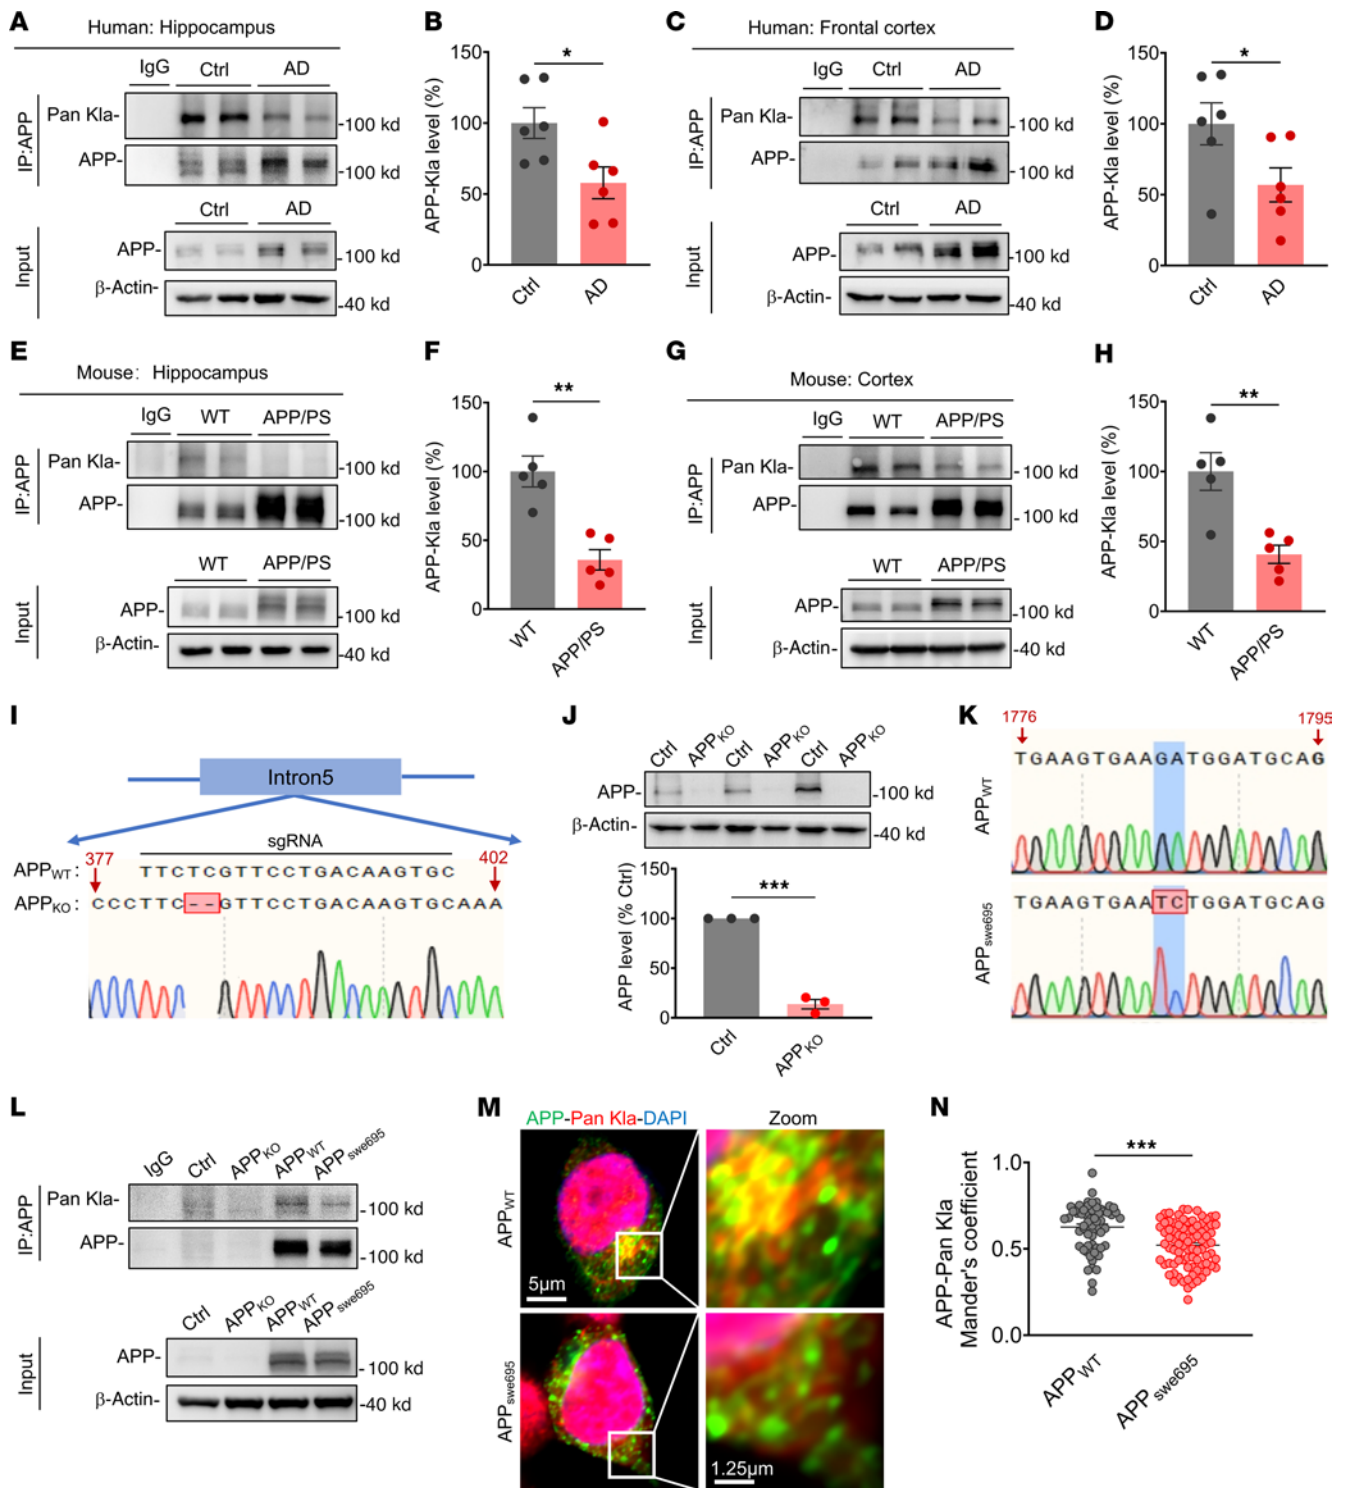 A
Human: Hippocampus
IgG Ctrl AD
IP:APP
Pan Kla- -100 kd
APP- -100 kd
Ctrl AD
Input
APP- -100 kd
β-Actin- -40 kd
B
APP-Kla level (%)
150
*
100
50
0
Ctrl AD
C
Human: Frontal cortex
IgG Ctrl AD
IP:APP
Pan Kla- -100 kd
APP- -100 kd
Ctrl AD
Input
APP- -100 kd
β-Actin- -40 kd
D
APP-Kla level (%)
150
*
100
50
0
Ctrl AD
E
Mouse: Hippocampus
IgG WT APP/PS
IP:APP
Pan Kla- -100 kd
APP- -100 kd
WT APP/PS
Input
APP- -100 kd
β-Actin- -40 kd
F
APP-Kla level (%)
150
**
100
50
0
WT APP/PS
G
Mouse: Cortex
IgG WT APP/PS
IP:APP
Pan Kla- -100 kd
APP- -100 kd
WT APP/PS
Input
APP- -100 kd
β-Actin- -40 kd
H
APP-Kla level (%)
150
**
100
50
0
WT APP/PS
I
Intron5
sgRNA
377 402
APPWT: TTCTCGTTCCTGACAAGTGC
APPKO: CCCTTC--GTTCCTGACAAGTGCAAA
J
Ctrl APPKO Ctrl APPKO Ctrl APPKO
APP- -100 kd
β-Actin- -40 kd
APP level (% Ctrl)
150
***
100
50
0
Ctrl APPKO
K
1776 1795
APPWT
TGAAGTGAAGATGGATGCAG
APPswe695
TGAAGTGAATCTGGATGCAG
L
IgG Ctrl APPKO APPWT APPswe695
IP:APP
Pan Kla- -100 kd
APP- -100 kd
Ctrl APPKO APPWT APPswe695
Input
APP- -100 kd
β-Actin- -40 kd
M
APP-Pan Kla-DAPI Zoom
APPWT
5μm
APPswe695
1.25μm
N
APP-Pan Kla
Mander's coefficient
***
1.0
0.5
0.0
APPWT APPswe695